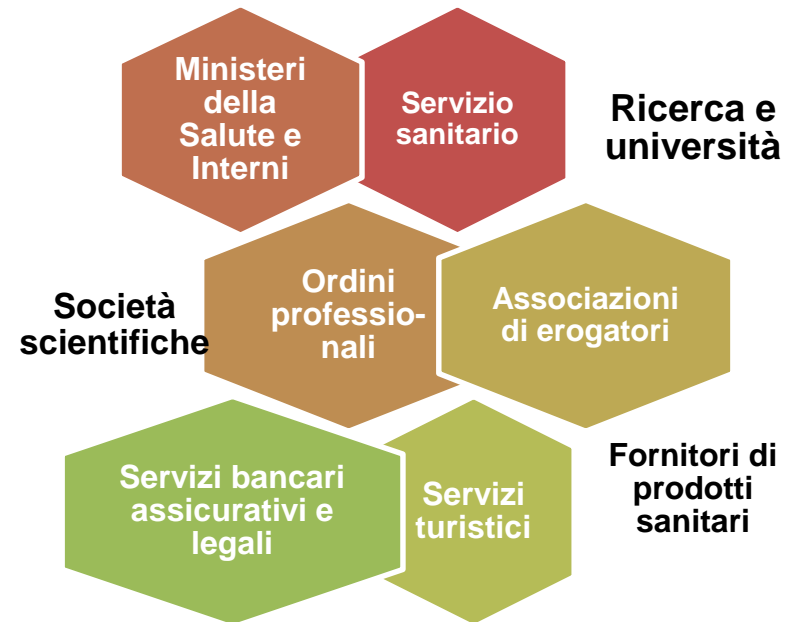 Ministeri
della
Salute e
Interni
Servizio
sanitario
Ricerca e
università
Società
scientifiche
Ordini
professio-
nali
Associazioni
di erogatori
Servizi bancari
assicurativi e
legali
Servizi
turistici
Fornitori di
prodotti
sanitari